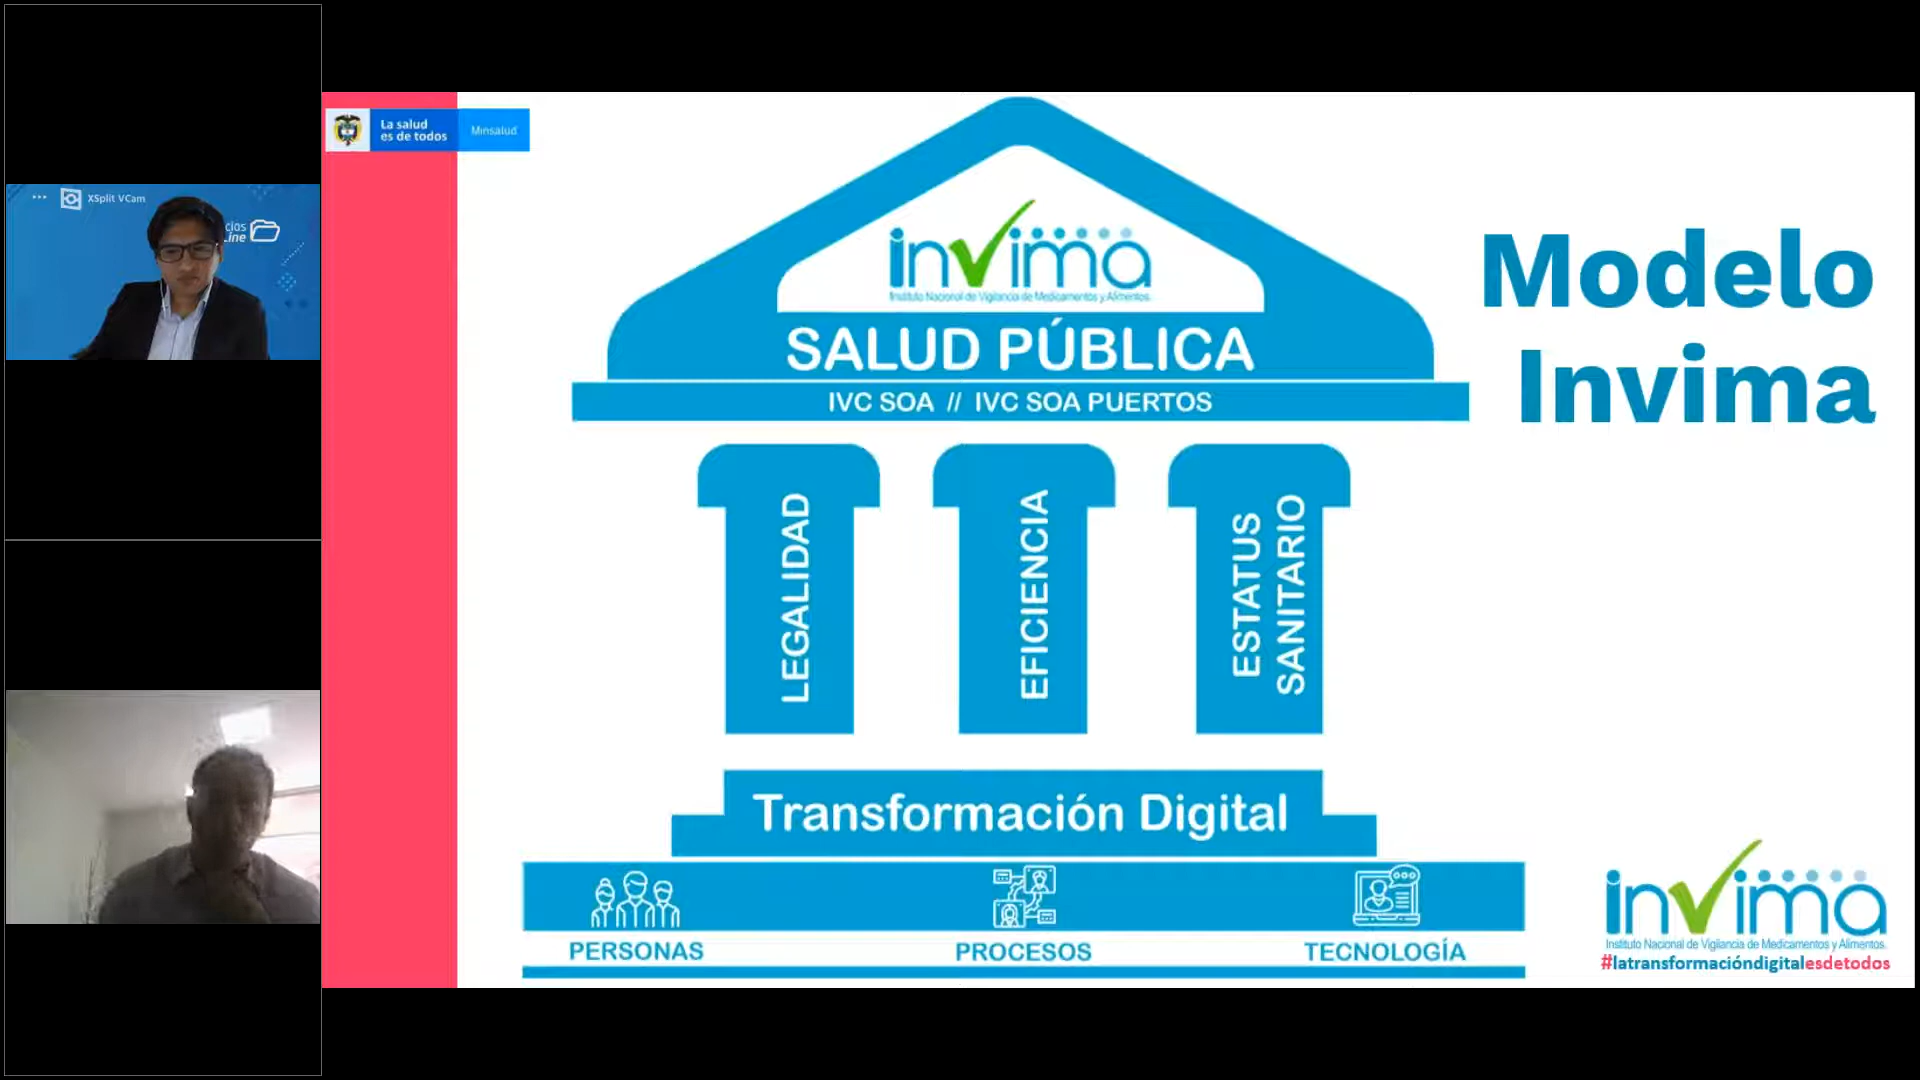 XSplit VCam
cias
Line
La salud
es de todos
Minsalud
invima
Instituto Nacional de Vigilancia de Medicamentos y Alimentos
SALUD PÚBLICA
IVC SOA // IVC SOA PUERTOS
Modelo
Invima
LEGALIDAD
EFICIENCIA
ESTATUS
SANITARIO
Transformación Digital
PERSONAS
PROCESOS
TECNOLOGÍA
invima
Instituto Nacional de Vigilancia de Medicamentos y Alimentos
#latransformacióndigitalesdetodos